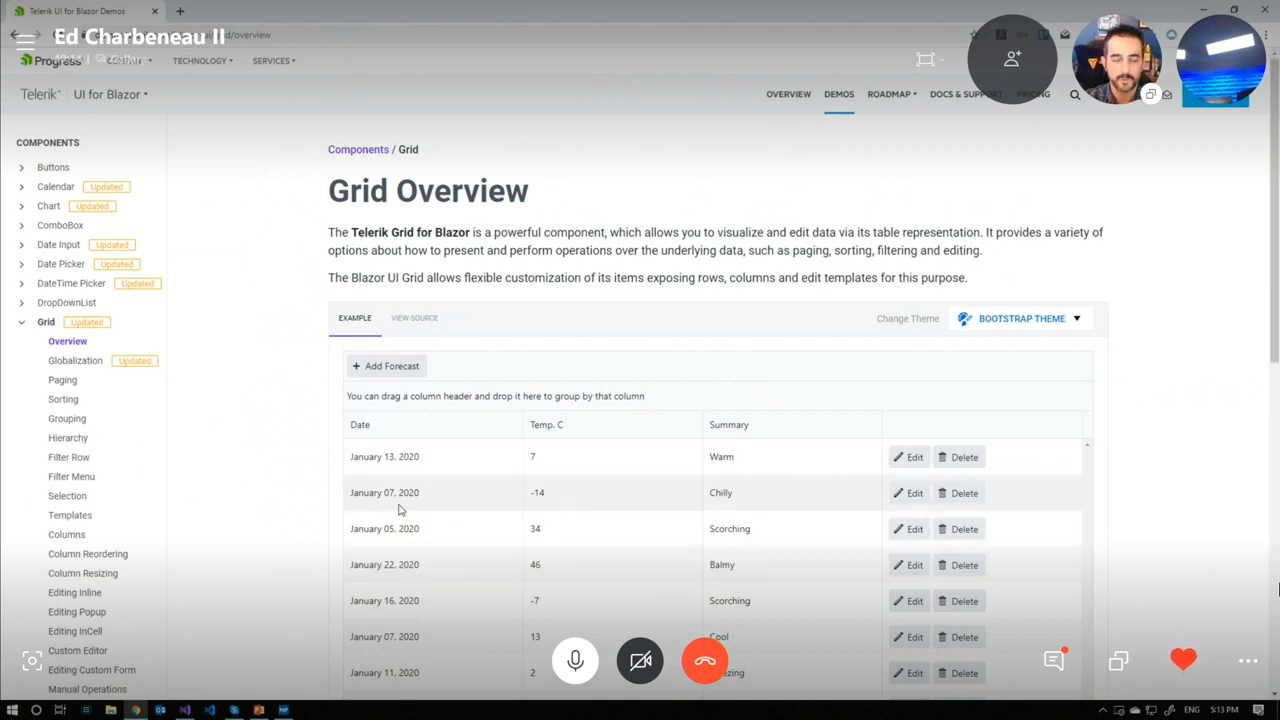 Telerik UI for Blazor Demos
Ed Charbeneau II
/overview
Progress
TECHNOLOGY
SERVICES
Telerik
UI for Blazor
OVERVIEW
DEMOS
ROADMAP
DOCS & SUPPORT
PRICING
COMPONENTS
Buttons
Calendar Updated
Chart Updated
ComboBox
Date Input Updated
Date Picker Updated
DateTime Picker Updated
DropDownList
Grid Updated
Overview
Globalization Updated
Paging
Sorting
Grouping
Hierarchy
Filter Row
Filter Menu
Selection
Templates
Columns
Column Reordering
Column Resizing
Editing Inline
Editing Popup
Editing InCell
Custom Editor
Editing Custom Form
Manual Operations
Components / Grid
Grid Overview
The Telerik Grid for Blazor is a powerful component, which allows you to visualize and edit data via its table representation. It provides a variety of
options about how to present and perform operations over the underlying data, such as paging, sorting, filtering and editing.
The Blazor UI Grid allows flexible customization of its items exposing rows, columns and edit templates for this purpose.
EXAMPLE VIEW SOURCE Change Theme BOOTSTRAP THEME
+ Add Forecast
You can drag a column header and drop it here to group by that column
Date Temp. C Summary
January 13, 2020 7 Warm Edit Delete
January 07, 2020 -14 Chilly Edit Delete
January 05, 2020 34 Scorching Edit Delete
January 22, 2020 46 Balmy Edit Delete
January 16, 2020 -7 Scorching Edit Delete
January 07, 2020 13 Cool Edit Delete
January 11, 2020 2 Edit Delete
ENG 5:13 PM